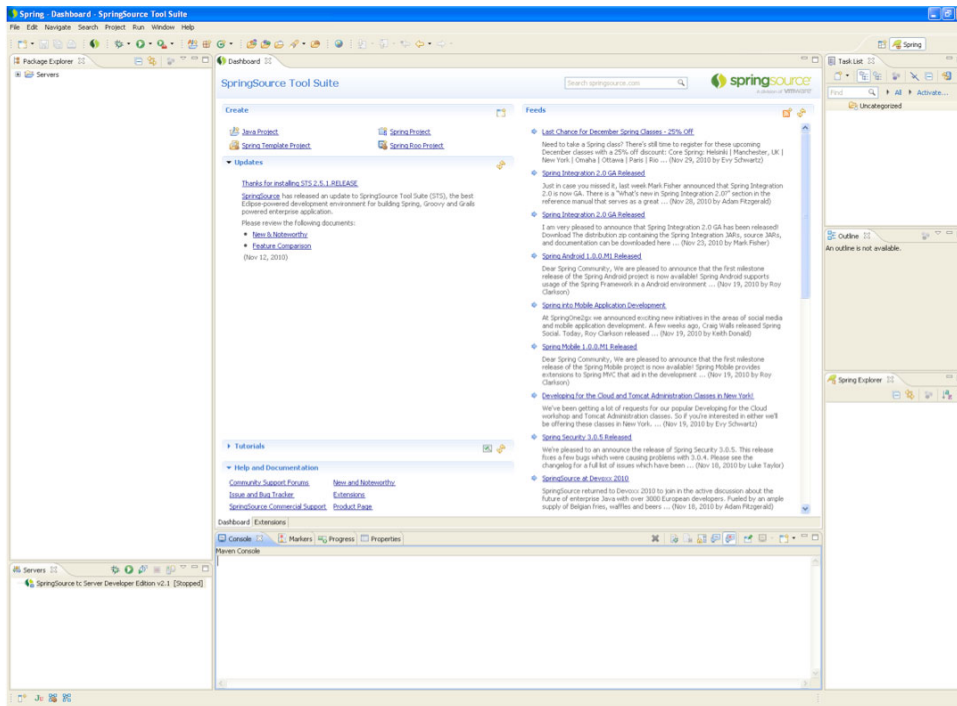 Spring - Dashboard - SpringSource Tool Suite
File Edit Navigate Search Project Run Window Help
Spring
Package Explorer
Servers
Dashboard
SpringSource Tool Suite
Search springsource.com
springsource
a division of VMware
Create
Java Project
Spring Project
Spring Template Project
Spring Roo Project
Updates
Thanks for installing STS 2.5.1.RELEASE
SpringSource has released an update to SpringSource Tool Suite (STS), the best
Eclipse-powered development environment for building Spring, Groovy and Grails
powered enterprise application.
Please review the following documents:
New & Noteworthy
Feature Comparison
(Nov 12, 2010)
Tutorials
Help and Documentation
Community Support Forums
New and Noteworthy
Issue and Bug Tracker
Extensions
SpringSource Commercial Support
Product Page
Feeds
Last Chance for December Spring Classes - 25% Off
Need to take a Spring class? There's still time to register for these upcoming
December classes with a 25% off discount: Core Spring: Helsinki | Manchester, UK |
New York | Omaha | Ottawa | Paris | Rio ... (Nov 29, 2010 by Evy Schwartz)
Spring Integration 2.0 GA Released
Just in case you missed it, last week Mark Fisher announced that Spring Integration
2.0 is now GA. There is a "What's new in Spring Integration 2.0?" section in the
reference manual that serves as a great ... (Nov 28, 2010 by Adam Fitzgerald)
Spring Integration 2.0 GA Released
I am very pleased to announce that Spring Integration 2.0 GA has been released!
Download The distribution zip containing the Spring Integration JARs, source JARs,
and documentation can be downloaded here ... (Nov 23, 2010 by Mark Fisher)
Spring Android 1.0.0.M1 Released
Dear Spring Community, We are pleased to announce that the first milestone
release of the Spring Android project is now available! Spring Android supports
usage of the Spring Framework in a Android environment ... (Nov 19, 2010 by Roy
Clarkson)
Spring into Mobile Application Development
At SpringOne2gx we announced exciting new initiatives in the areas of social media
and mobile application development. A few weeks ago, Craig Walls released Spring
Social. Today, Roy Clarkson released ... (Nov 19, 2010 by Keith Donald)
Spring Mobile 1.0.0.M1 Released
Dear Spring Community, We are pleased to announce that the first milestone
release of the Spring Mobile project is now available! Spring Mobile provides
extensions to Spring MVC that aid in the development ... (Nov 19, 2010 by Roy
Clarkson)
Developing for the Cloud and Tomcat Administration Classes in New York!
We've been getting a lot of requests for our popular Developing for the Cloud
workshop and Tomcat Administration classes. So if you're interested in either we'll
be offering these classes in New York. ... (Nov 19, 2010 by Evy Schwartz)
Spring Security 3.0.5 Released
We're pleased to an announce the release of Spring Security 3.0.5. This release
fixes a few bugs which were causing problems with 3.0.4. Please see the
changelog for a full list of issues which have been ... (Nov 18, 2010 by Luke Taylor)
SpringSource at Devoxx 2010
SpringSource returned to Devoxx 2010 to join in the active discussion about the
future of enterprise Java with over 3000 European developers. Fueled by an ample
supply of Belgian fries, waffles and beers ... (Nov 18, 2010 by Adam Fitzgerald)
Dashboard Extensions
Task List
Find All Activate...
Uncategorized
Outline
An outline is not available.
Spring Explorer
Console Markers Progress Properties
Maven Console
Servers
SpringSource tc Server Developer Edition v2.1 [Stopped]